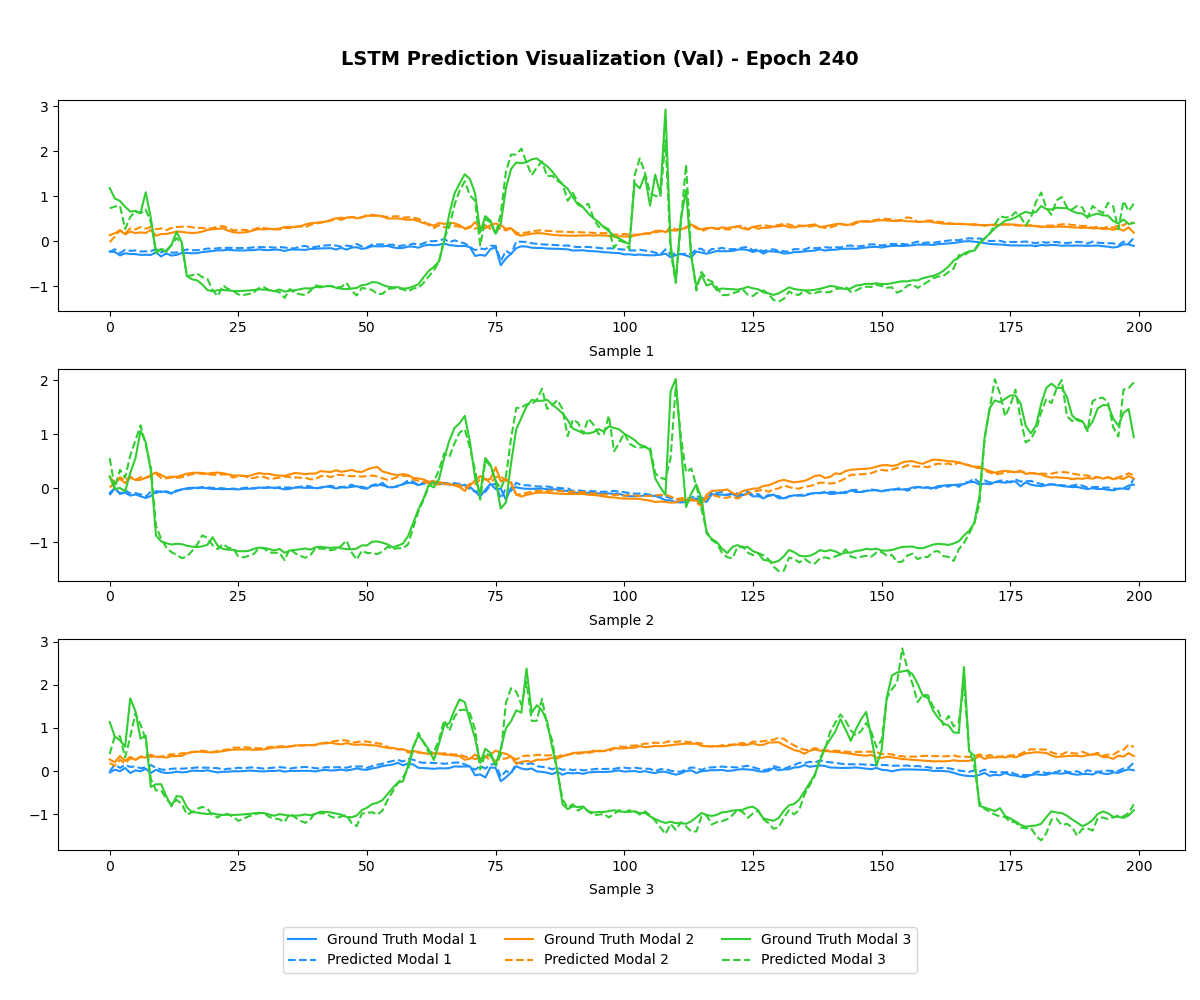 LSTM Prediction Visualization (Val) - Epoch 240
3
2
1
0
−1
0 25 50 75 100 125 150 175 200
Sample 1
2
1
0
−1
0 25 50 75 100 125 150 175 200
Sample 2
3
2
1
0
−1
0 25 50 75 100 125 150 175 200
Sample 3
Ground Truth Modal 1 Ground Truth Modal 2 Ground Truth Modal 3
Predicted Modal 1 Predicted Modal 2 Predicted Modal 3